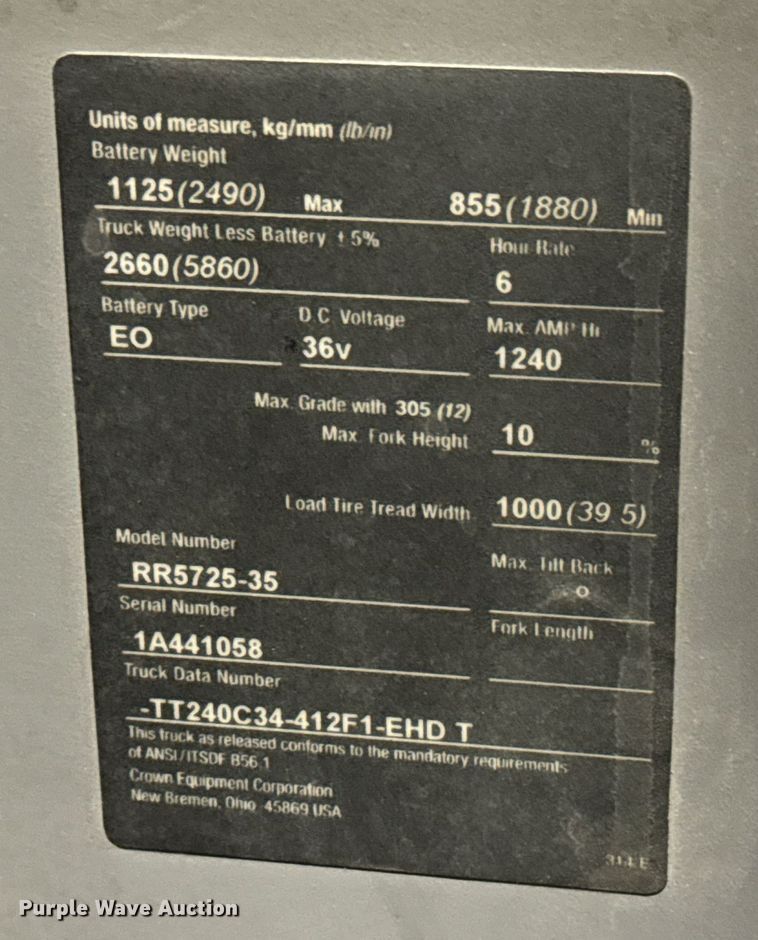 Units of measure, kg/mm (lb/in)
Battery Weight
1125 (2490) Max 855 (1880) Min
Truck Weight Less Battery ± 5% Hour Rate
2660 (5860) 6
Battery Type D.C. Voltage Max. AMP Hr.
EO 36v 1240
Max. Grade with 305 (12)
Max. Fork Height 10 %
Load Tire Tread Width 1000 (39.5)
Model Number Max. Tilt Back
RR5725-35 °
Serial Number Fork Length
1A441058
Truck Data Number
-TT240C34-412F1-EHD T
This truck as released conforms to the mandatory requirements
of ANSI/ITSDF B56.1
Crown Equipment Corporation
New Bremen, Ohio 45869 USA
Purple Wave Auction